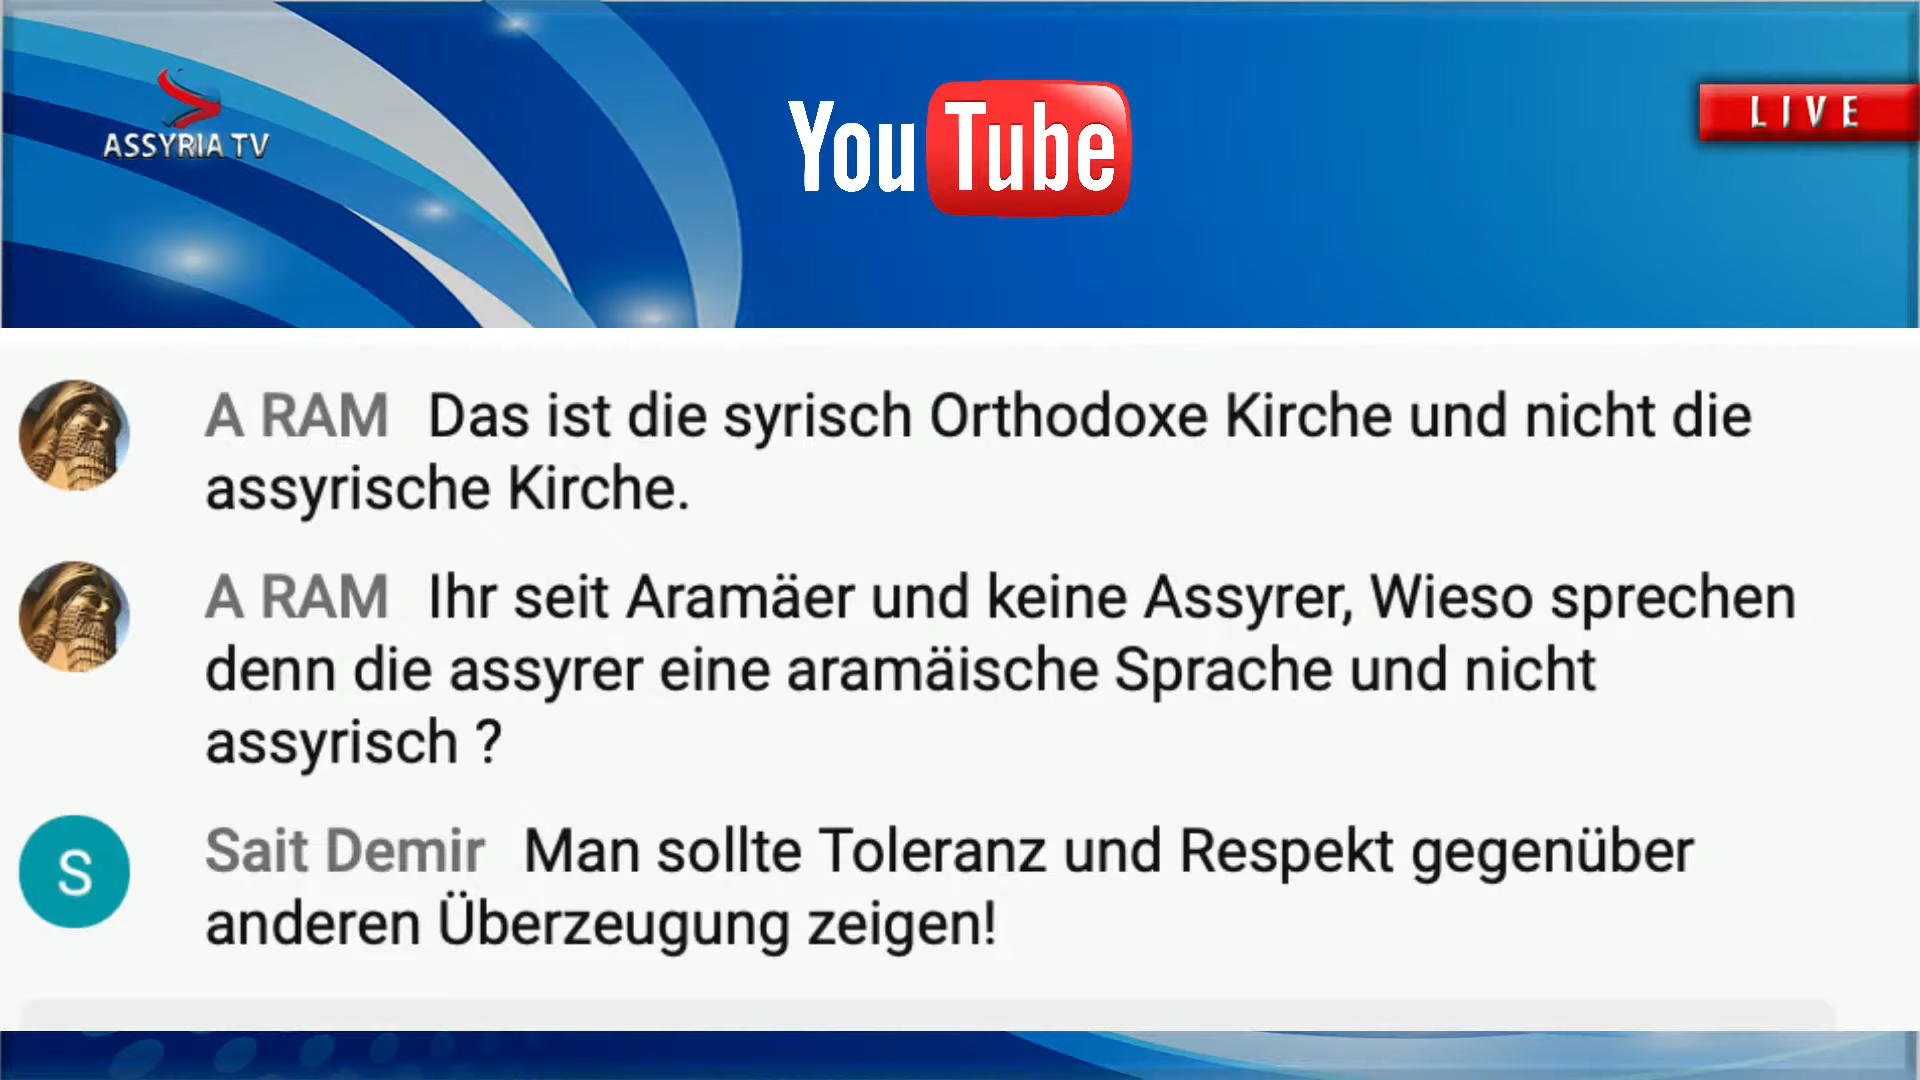 ASSYRIA TV
YouTube
LIVE
A RAM Das ist die syrisch Orthodoxe Kirche und nicht die
assyrische Kirche.
A RAM Ihr seit Aramäer und keine Assyrer, Wieso sprechen
denn die assyrer eine aramäische Sprache und nicht
assyrisch ?
S
Sait Demir Man sollte Toleranz und Respekt gegenüber
anderen Überzeugung zeigen!